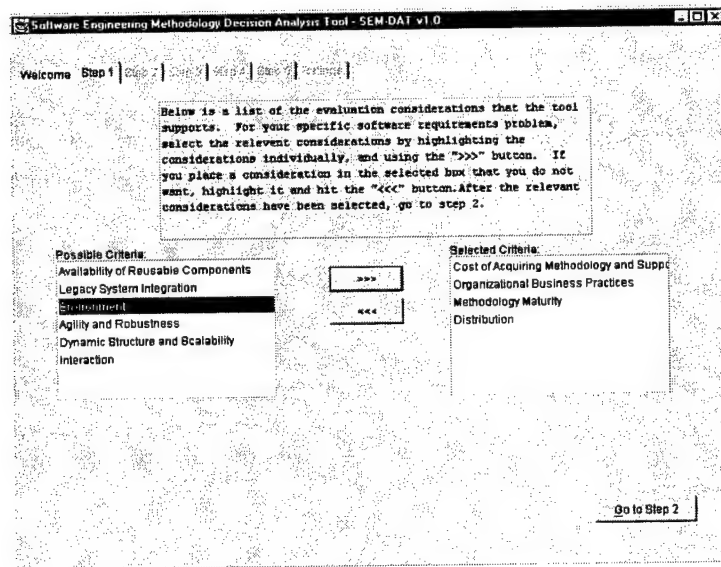 Software Engineering Methodology Decision Analysis Tool - SEM-DAT v1.0
Welcome Step 1
Below is a list of the evaluation considerations that the tool
supports. For your specific software requirements problem,
select the relevent considerations by highlighting the
considerations individually, and using the ">>>" button. If
you place a consideration in the selected box that you do not
want, highlight it and hit the "<<<" button.After the relevant
considerations have been selected, go to step 2.
Possible Criteria:
Availability of Reusable Components
Legacy System Integration
Environment
Agility and Robustness
Dynamic Structure and Scalability
Interaction
>>>
<<<
Selected Criteria:
Cost of Acquiring Methodology and Suppo
Organizational Business Practices
Methodology Maturity
Distribution
Go to Step 2